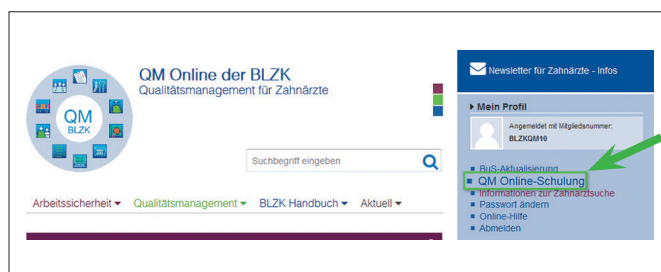 QM
BLZK
QM Online der BLZK
Qualitätsmanagement für Zahnärzte
Suchbegriff eingeben
Arbeitssicherheit
Qualitätsmanagement
BLZK Handbuch
Aktuell
Newsletter für Zahnärzte - Infos
Mein Profil
Angemeldet mit Mitgliedsnummer:
BLZKQM10
BuS-Aktualisierung
QM Online-Schulung
Informationen zur Zahnarztsuche
Passwort ändern
Online-Hilfe
Abmelden